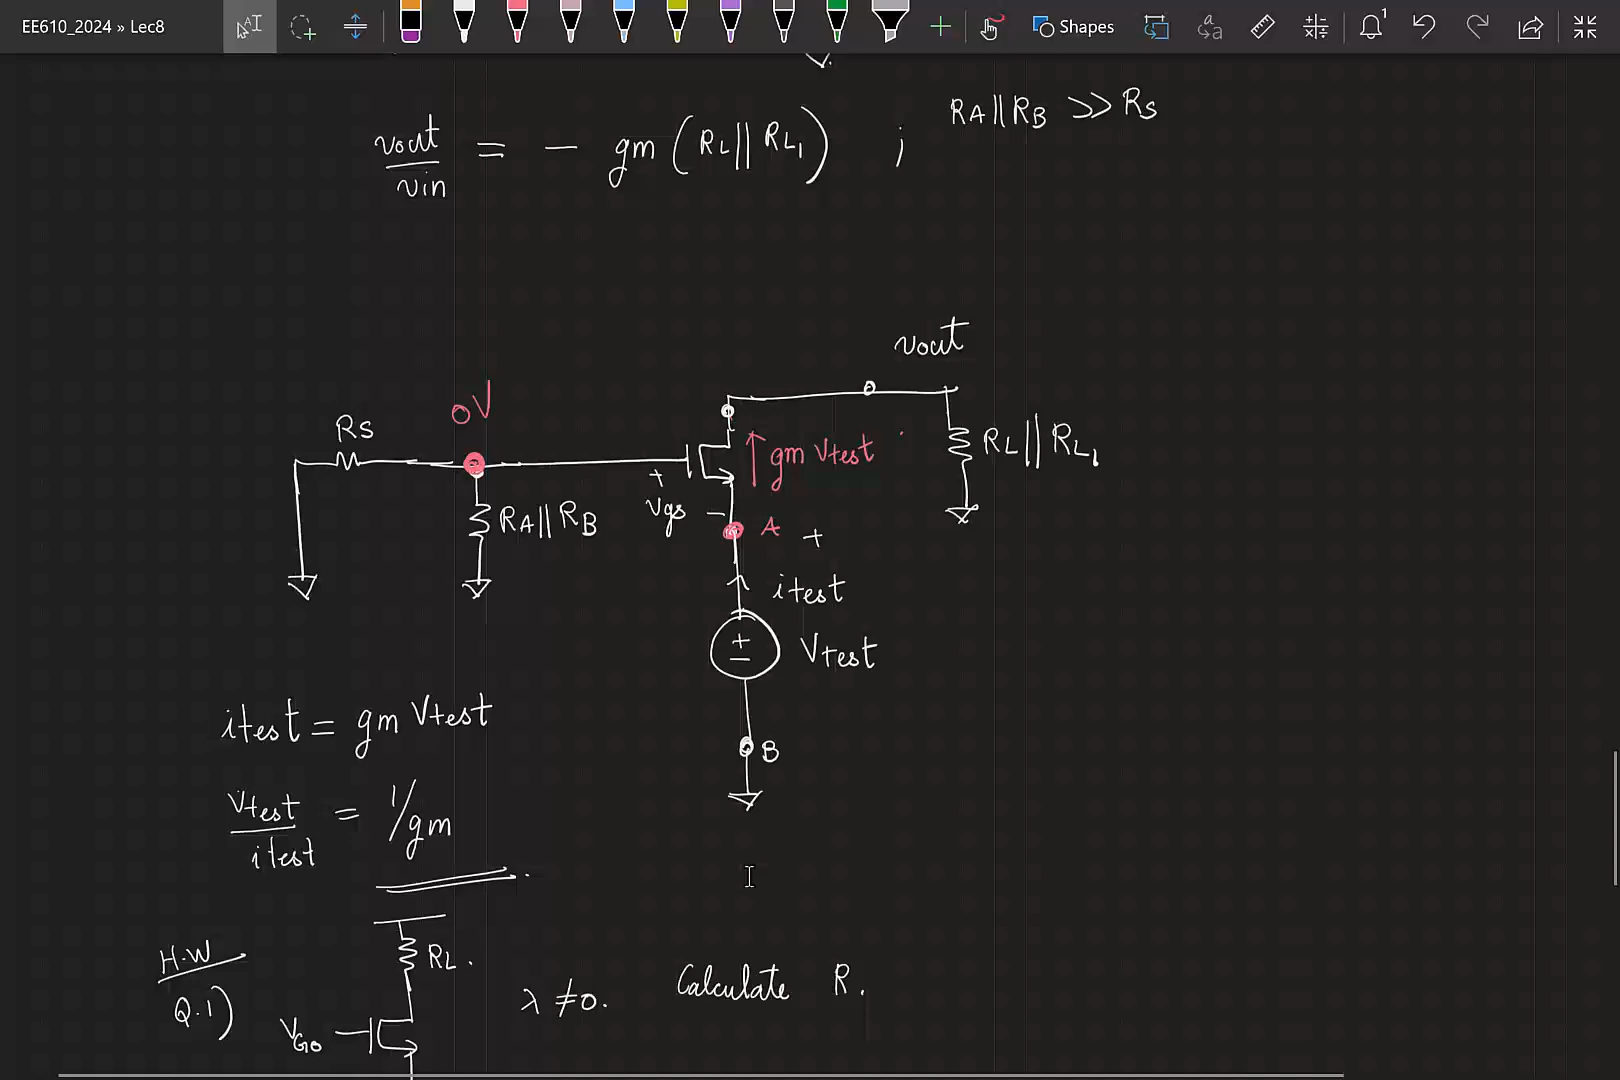 EE610_2024 » Lec8
Shapes
1
vout / vin = - gm (RL || RL1) ; RA || RB >> RS
vout
0V
RS
gm Vtest
RL || RL1
+
vgs
-
RA || RB
A
+
itest
+
-
Vtest
B
itest = gm Vtest
Vtest / itest = 1/gm
H.W
Q.1)
RL.
λ ≠ 0.
Calculate R.
VG0